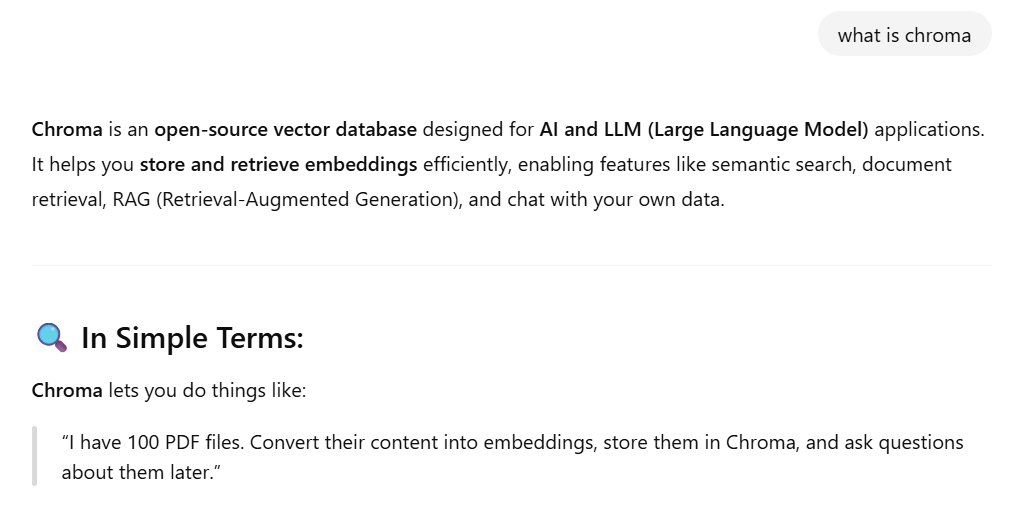 what is chroma
Chroma is an open-source vector database designed for AI and LLM (Large Language Model) applications.
It helps you store and retrieve embeddings efficiently, enabling features like semantic search, document
retrieval, RAG (Retrieval-Augmented Generation), and chat with your own data.
In Simple Terms:
Chroma lets you do things like:
“I have 100 PDF files. Convert their content into embeddings, store them in Chroma, and ask questions
about them later.”